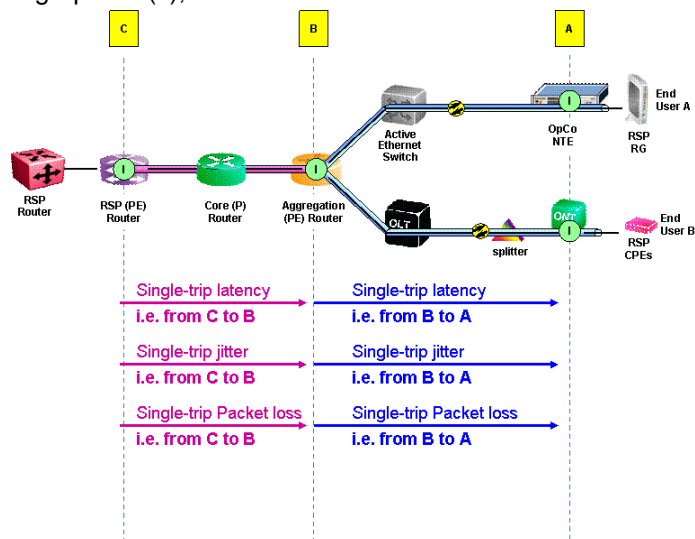 C
B
A
I
End
User A
Active
Ethernet
Switch
OpCo
NTE
RSP
RG
I
I
RSP
Router
RSP (PE)
Router
Core (P)
Router
Aggregation
(PE) Router
OLT
splitter
ONT
I
End
User B
RSP
CPEs
Single-trip latency
i.e. from C to B
Single-trip latency
i.e. from B to A
Single-trip jitter
i.e. from C to B
Single-trip jitter
i.e. from B to A
Single-trip Packet loss
i.e. from C to B
Single-trip Packet loss
i.e. from B to A